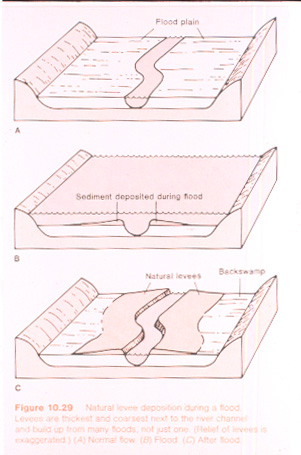 Flood plain
A
Sediment deposited during flood
B
Natural levees
Backswamp
C
Figure 10.29 Natural levee deposition during a flood.
Levees are thickest and coarsest next to the river channel
and build up from many floods, not just one. (Relief of levees is
exaggerated.) (A) Normal flow. (B) Flood. (C) After flood.